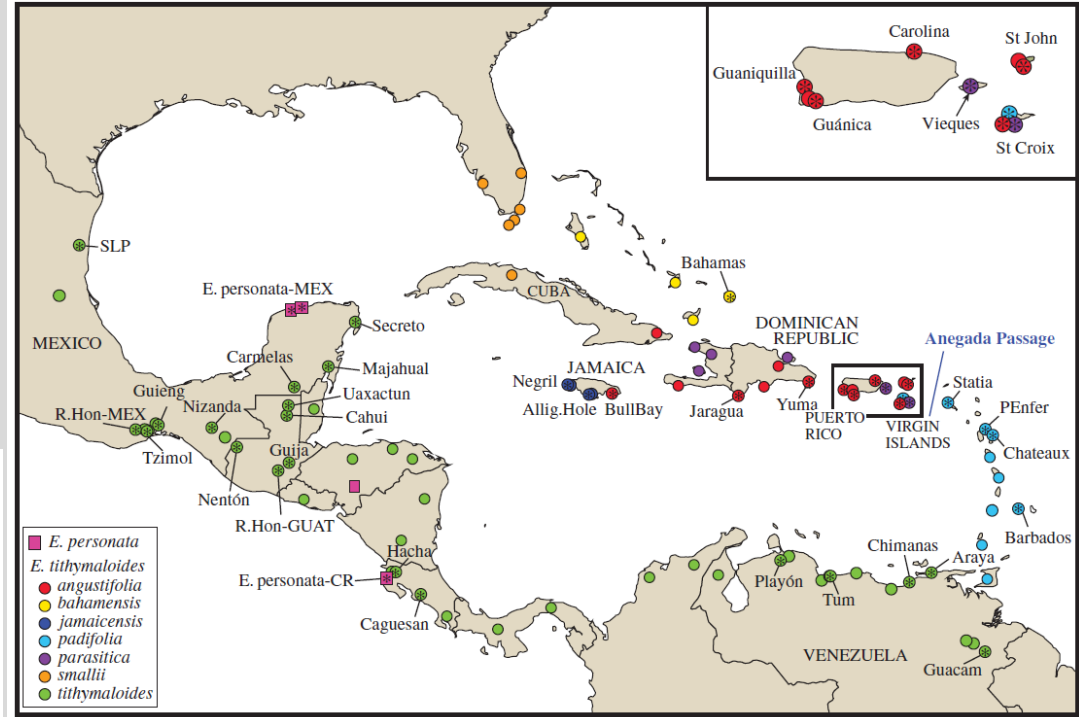 Carolina
St John
Guaniquilla
Guánica
Vieques
St Croix
SLP
E. personata-MEX
Bahamas
CUBA
MEXICO
Secreto
DOMINICAN
REPUBLIC
Anegada Passage
Carmelas
Majahual
JAMAICA
Negril
Statia
Guieng
Uaxactun
R.Hon-MEX
Nizanda
Cahui
Allig.Hole
BullBay
Jaragua
Yuma
PUERTO
RICO
VIRGIN
ISLANDS
PEnfer
Chateaux
Tzimol
Guija
Nentón
R.Hon-GUAT
Barbados
Hacha
Chimanas
Araya
E. personata-CR
Playón
Tum
Caguesan
VENEZUELA
Guacam
E. personata
E. tithymaloides
angustifolia
bahamensis
jamaicensis
padifolia
parasitica
smallii
tithymaloides